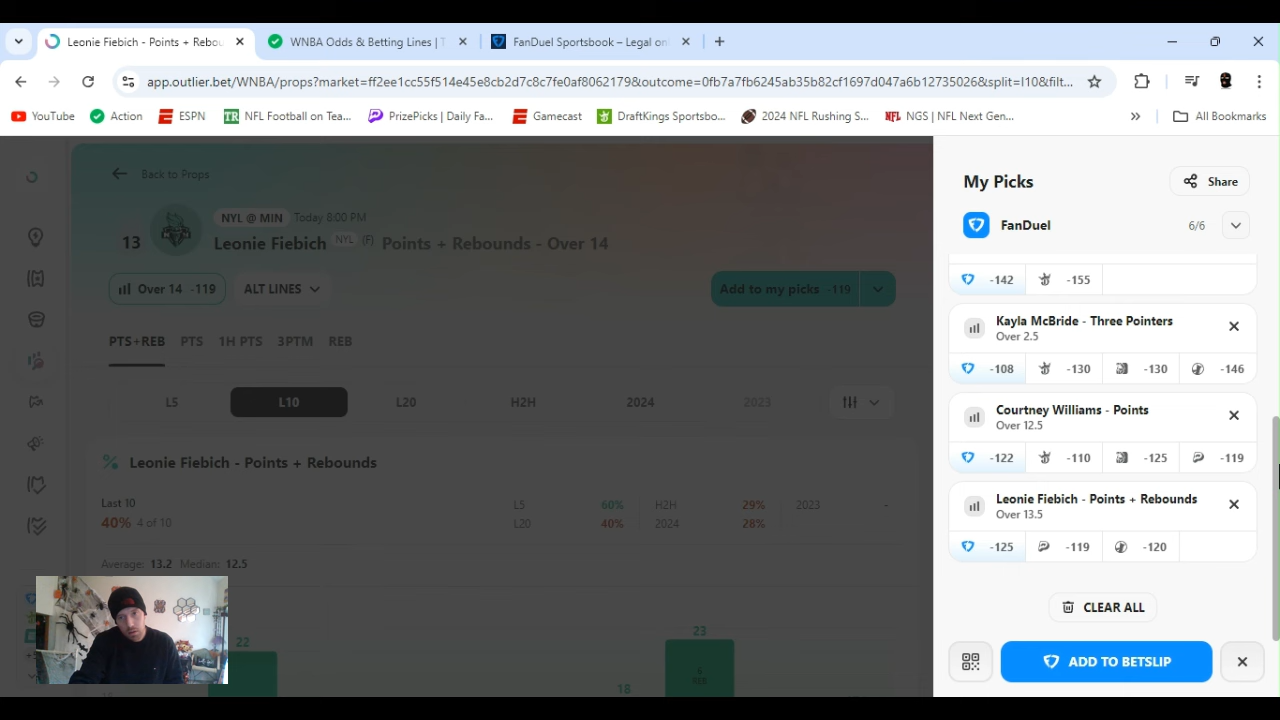 Leonie Fiebich - Points + Rebou
WNBA Odds & Betting Lines | T
FanDuel Sportsbook – Legal on
app.outlier.bet/WNBA/props?market=ff2ee1cc55f514e45e8cb2d7c8c7fe0af8062179&outcome=0fb7a7fb6245ab35b82cf1697d047a6b12735026&split=l10&filt...
YouTube
Action
ESPN
NFL Football on Tea...
PrizePicks | Daily Fa...
Gamecast
DraftKings Sportsbo...
2024 NFL Rushing S...
NGS | NFL Next Gen...
All Bookmarks
Back to Props
NYL @ MIN Today 8:00 PM
13
Leonie Fiebich NYL (F) Points + Rebounds - Over 14
Over 14 -119
ALT LINES
Add to my picks -119
PTS+REB PTS 1H PTS 3PTM REB
L5 L10 L20 H2H 2024 2023
Leonie Fiebich - Points + Rebounds
Last 10
40% 4 of 10
L5 60% H2H 29% 2023 -
L20 40% 2024 28%
Average: 13.2 Median: 12.5
22
23
5
REB
18
My Picks
Share
FanDuel
6/6
-142 -155
Kayla McBride - Three Pointers
Over 2.5
-108 -130 -130 -146
Courtney Williams - Points
Over 12.5
-122 -110 -125 -119
Leonie Fiebich - Points + Rebounds
Over 13.5
-125 -119 -120
CLEAR ALL
ADD TO BETSLIP